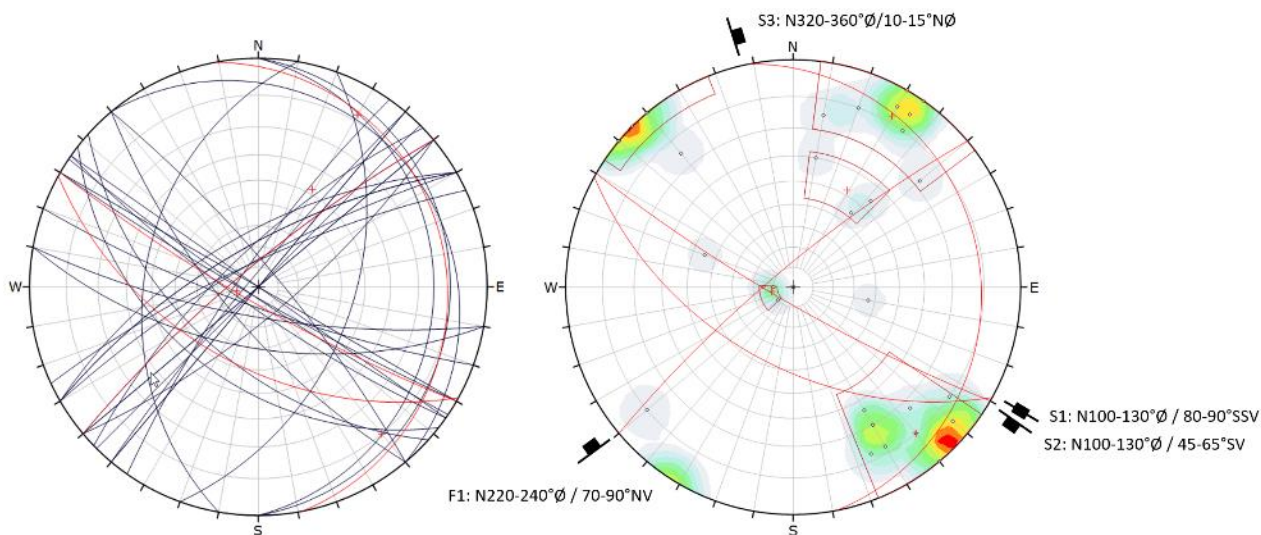 S3: N320-360°Ø/10-15°NØ
N
N
W
E
W
E
S1: N100-130°Ø / 80-90°SSV
S2: N100-130°Ø / 45-65°SV
F1: N220-240°Ø / 70-90°NV
S
S